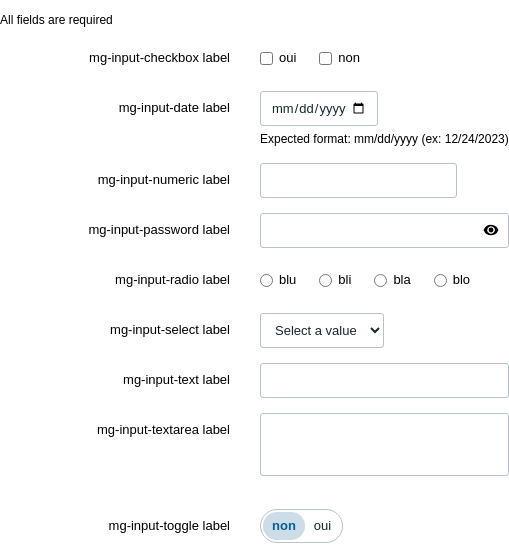 All fields are required
mg-input-checkbox label oui non
mg-input-date label mm/dd/yyyy
Expected format: mm/dd/yyyy (ex: 12/24/2023)
mg-input-numeric label
mg-input-password label
mg-input-radio label blu bli bla blo
mg-input-select label Select a value
mg-input-text label
mg-input-textarea label
mg-input-toggle label non oui